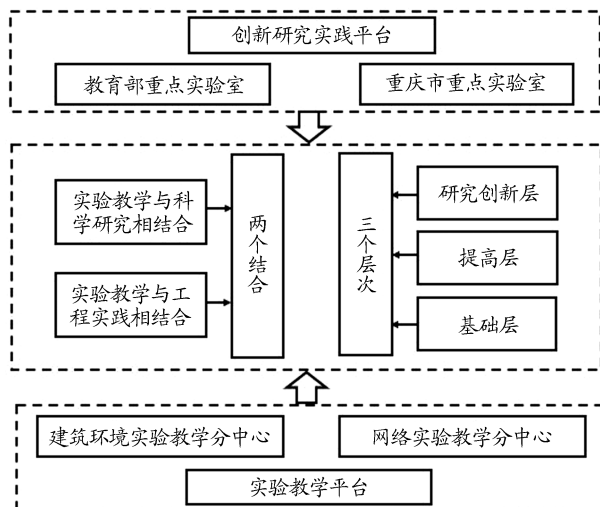 创新研究实践平台
教育部重点实验室
重庆市重点实验室
实验教学与科
学研究相结合
实验教学与工
程实践相结合
两个结合
三个层次
研究创新层
提高层
基础层
建筑环境实验教学分中心
网络实验教学分中心
实验教学平台